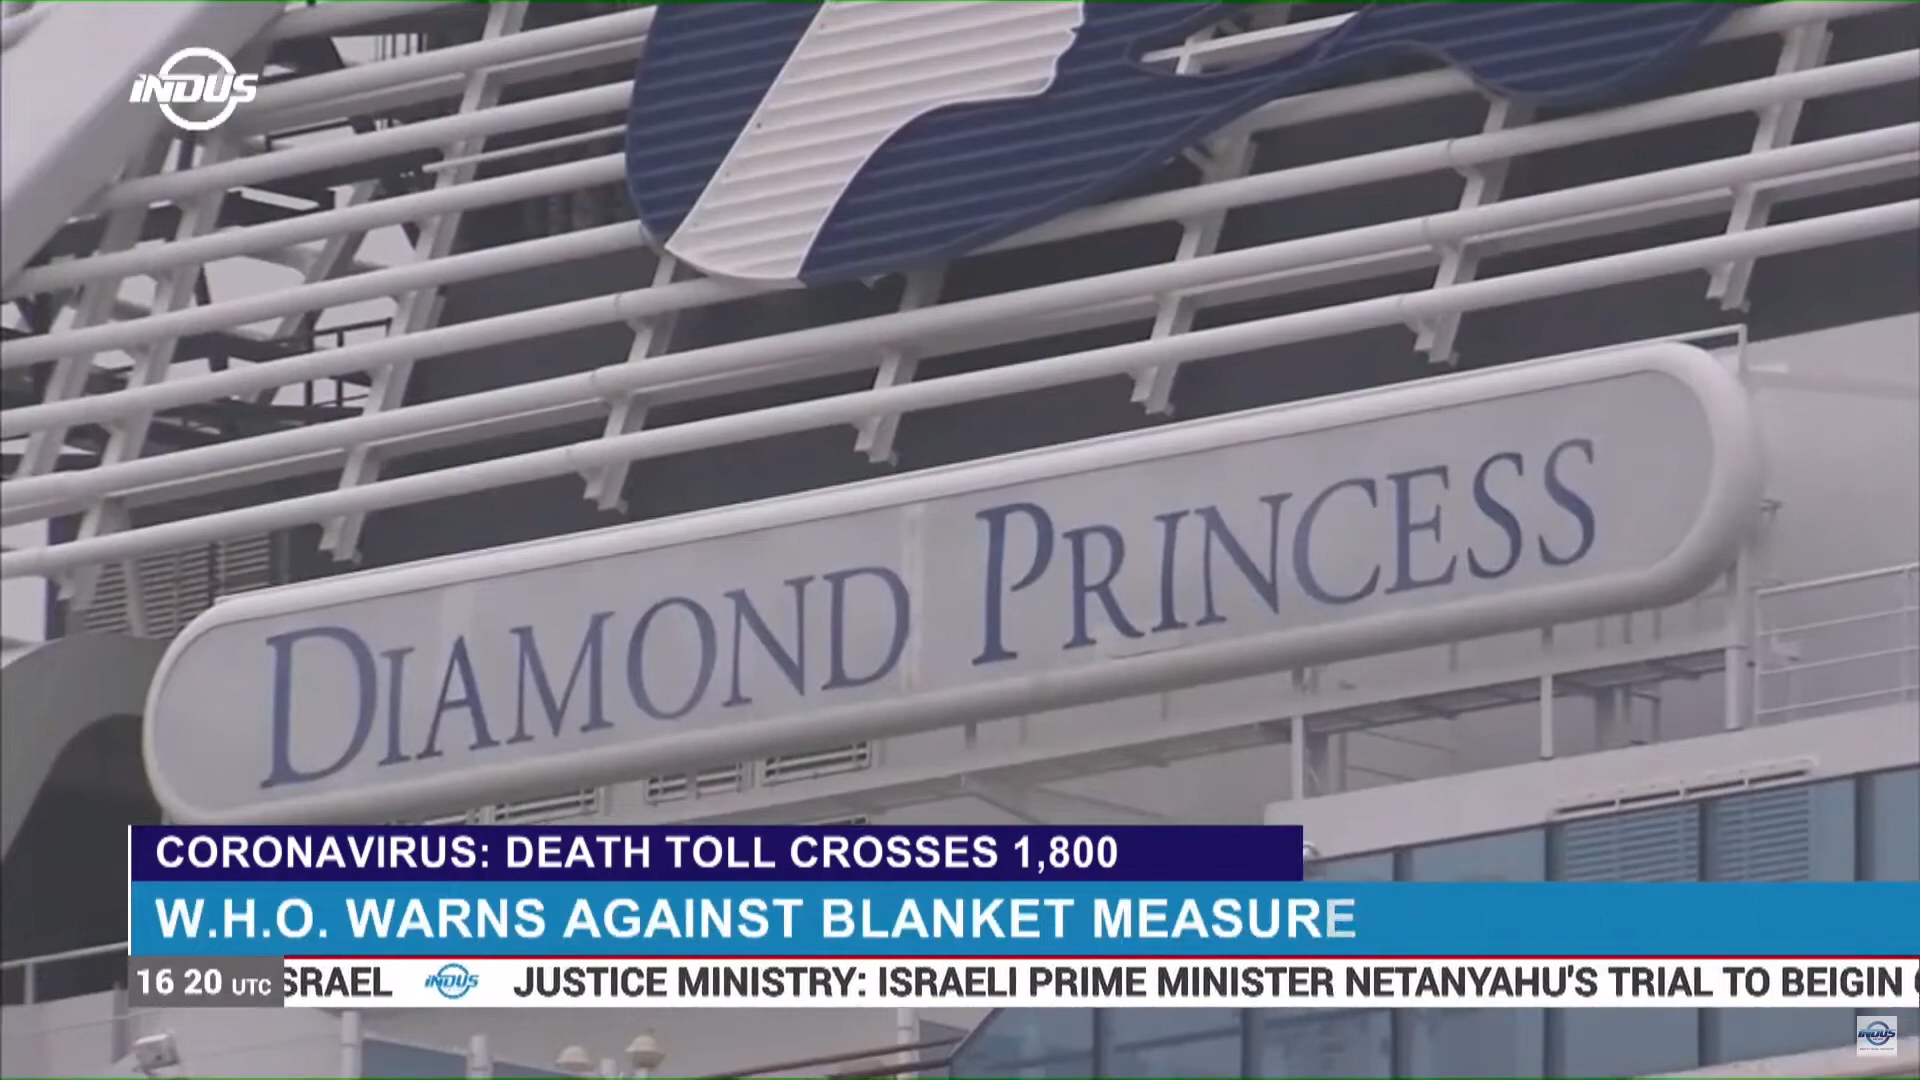 iNDUS
DIAMOND PRINCESS
CORONAVIRUS: DEATH TOLL CROSSES 1,800
W.H.O. WARNS AGAINST BLANKET MEASURE
16 20 UTC SRAEL iNDUS JUSTICE MINISTRY: ISRAELI PRIME MINISTER NETANYAHU'S TRIAL TO BEIGIN
iNDUS